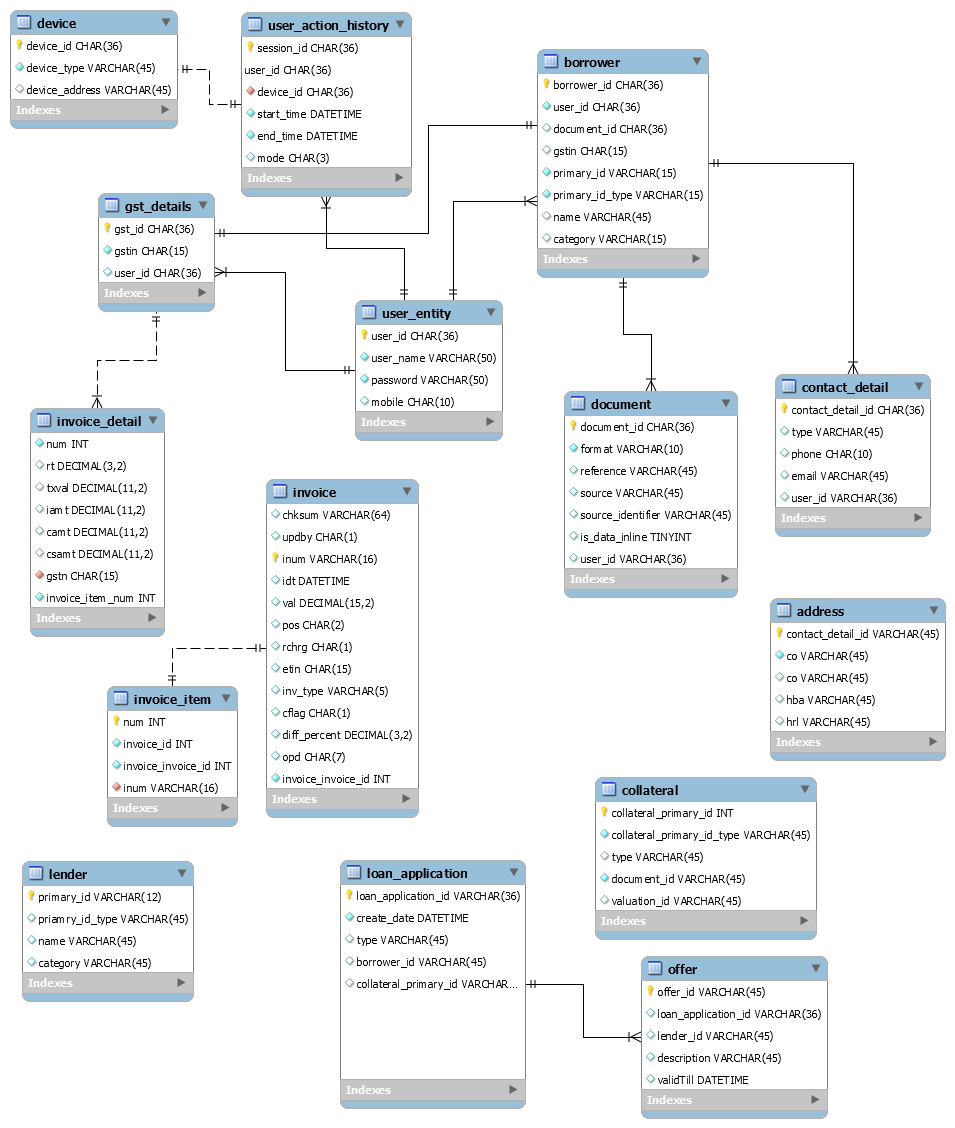 device
device_id CHAR(36)
device_type VARCHAR(45)
device_address VARCHAR(45)
Indexes
user_action_history
session_id CHAR(36)
user_id CHAR(36)
device_id CHAR(36)
start_time DATETIME
end_time DATETIME
mode CHAR(3)
Indexes
borrower
borrower_id CHAR(36)
user_id CHAR(36)
document_id CHAR(36)
gstin CHAR(15)
primary_id VARCHAR(15)
primary_id_type VARCHAR(15)
name VARCHAR(45)
category VARCHAR(15)
Indexes
gst_details
gst_id CHAR(36)
gstin CHAR(15)
user_id CHAR(36)
Indexes
user_entity
user_id CHAR(36)
user_name VARCHAR(50)
password VARCHAR(50)
mobile CHAR(10)
Indexes
contact_detail
contact_detail_id CHAR(36)
type VARCHAR(45)
phone CHAR(10)
email VARCHAR(45)
user_id VARCHAR(36)
Indexes
document
document_id CHAR(36)
format VARCHAR(10)
reference VARCHAR(45)
source VARCHAR(45)
source_identifier VARCHAR(45)
is_data_inline TINYINT
user_id VARCHAR(36)
Indexes
invoice_detail
num INT
rt DECIMAL(3,2)
txval DECIMAL(11,2)
iamt DECIMAL(11,2)
camt DECIMAL(11,2)
csamt DECIMAL(11,2)
gstn CHAR(15)
invoice_item_num INT
Indexes
invoice
chksum VARCHAR(64)
updby CHAR(1)
inum VARCHAR(16)
idt DATETIME
val DECIMAL(15,2)
pos CHAR(2)
rchrg CHAR(1)
etin CHAR(15)
inv_type VARCHAR(5)
cflag CHAR(1)
diff_percent DECIMAL(3,2)
opd CHAR(7)
invoice_invoice_id INT
Indexes
address
contact_detail_id VARCHAR(45)
co VARCHAR(45)
co VARCHAR(45)
hba VARCHAR(45)
hrl VARCHAR(45)
Indexes
invoice_item
num INT
invoice_id INT
invoice_invoice_id INT
inum VARCHAR(16)
Indexes
collateral
collateral_primary_id INT
collateral_primary_id_type VARCHAR(45)
type VARCHAR(45)
document_id VARCHAR(45)
valuation_id VARCHAR(45)
Indexes
lender
primary_id VARCHAR(12)
priamry_id_type VARCHAR(45)
name VARCHAR(45)
category VARCHAR(45)
Indexes
loan_application
loan_application_id VARCHAR(36)
create_date DATETIME
type VARCHAR(45)
borrower_id VARCHAR(45)
collateral_primary_id VARCHAR...
Indexes
offer
offer_id VARCHAR(45)
loan_application_id VARCHAR(36)
lender_id VARCHAR(45)
description VARCHAR(45)
validTill DATETIME
Indexes